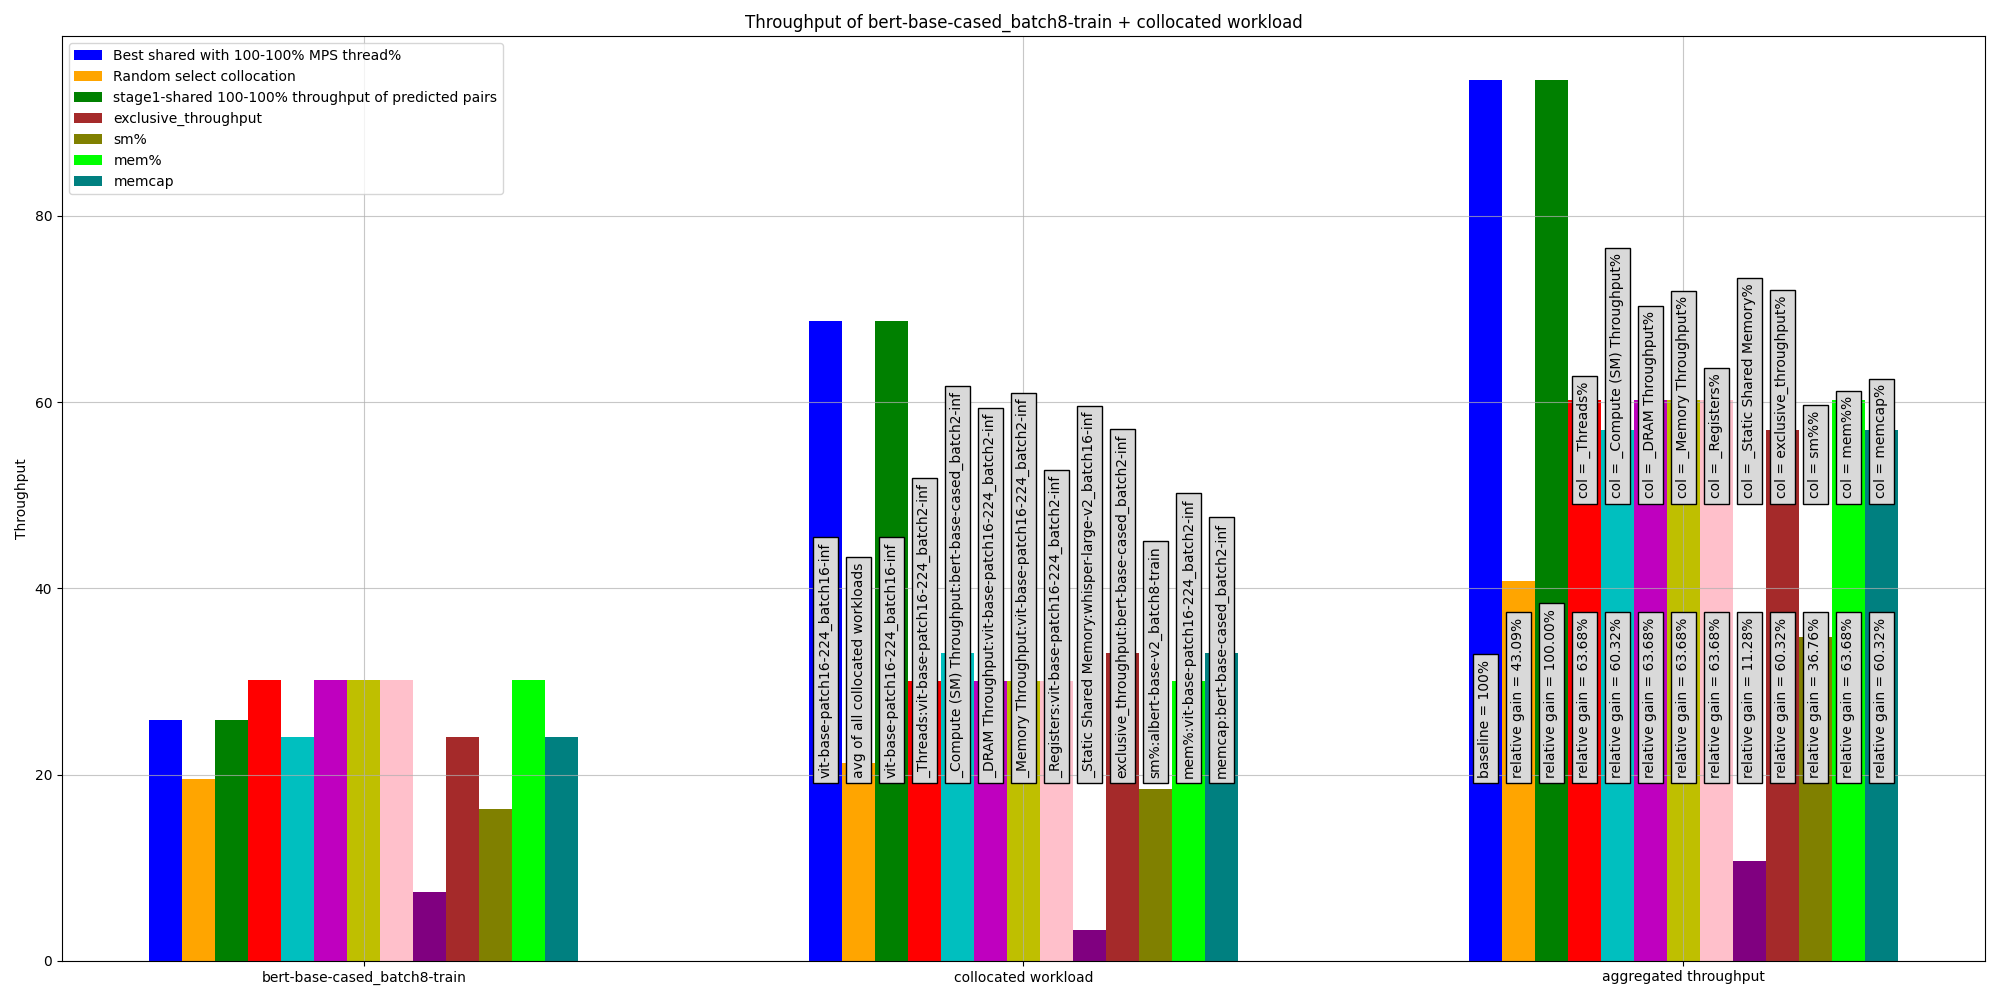 Throughput of bert-base-cased_batch8-train + collocated workload
Best shared with 100-100% MPS thread%
Random select collocation
stage1-shared 100-100% throughput of predicted pairs
exclusive_throughput
sm%
mem%
memcap
Throughput
80
60
40
20
0
vit-base-patch16-224_batch16-inf
avg of all collocated workloads
vit-base-patch16-224_batch16-inf
_Threads:vit-base-patch16-224_batch2-inf
_Compute (SM) Throughput:bert-base-cased_batch2-inf
_DRAM Throughput:vit-base-patch16-224_batch2-inf
_Memory Throughput:vit-base-patch16-224_batch2-inf
_Registers:vit-base-patch16-224_batch2-inf
_Static Shared Memory:whisper-large-v2_batch16-inf
exclusive_throughput:bert-base-cased_batch2-inf
sm%:albert-base-v2_batch8-train
mem%:vit-base-patch16-224_batch2-inf
memcap:bert-base-cased_batch2-inf
col = _Threads%
col = _Compute (SM) Throughput%
col = _DRAM Throughput%
col = _Memory Throughput%
col = _Registers%
col = _Static Shared Memory%
col = exclusive_throughput%
col = sm%%
col = mem%%
col = memcap%
baseline = 100%
relative gain = 43.09%
relative gain = 100.00%
relative gain = 63.68%
relative gain = 60.32%
relative gain = 63.68%
relative gain = 63.68%
relative gain = 63.68%
relative gain = 11.28%
relative gain = 60.32%
relative gain = 36.76%
relative gain = 63.68%
relative gain = 60.32%
bert-base-cased_batch8-train
collocated workload
aggregated throughput